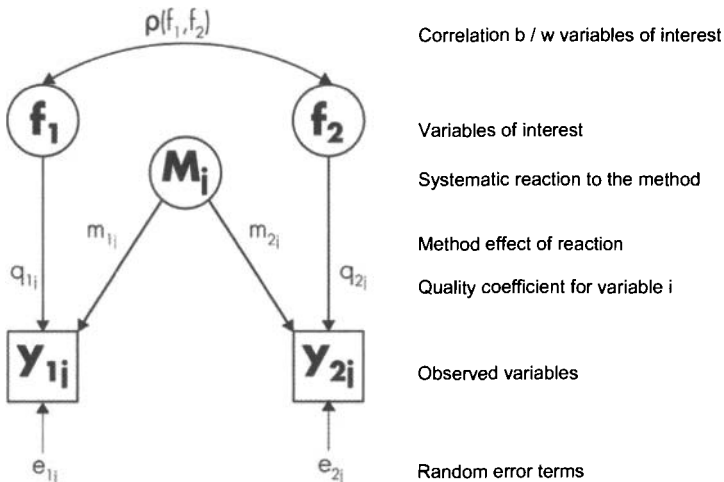 ρ(f₁,f₂)
Correlation b / w variables of interest
f₁ f₂
Variables of interest
Mⱼ
Systematic reaction to the method
m₁ⱼ m₂ⱼ
Method effect of reaction
q₁ⱼ q₂ⱼ
Quality coefficient for variable i
y₁ⱼ y₂ⱼ
Observed variables
e₁ⱼ e₂ⱼ
Random error terms